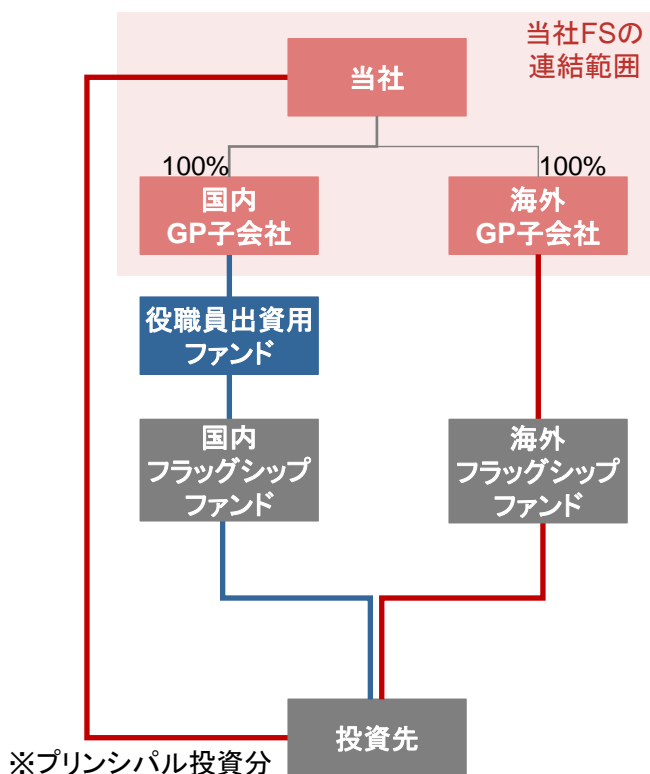 当社FSの
連結範囲
当社
100%
100%
国内
GP子会社
海外
GP子会社
役職員出資用
ファンド
国内
フラッグシップ
ファンド
海外
フラッグシップ
ファンド
投資先
※プリンシパル投資分